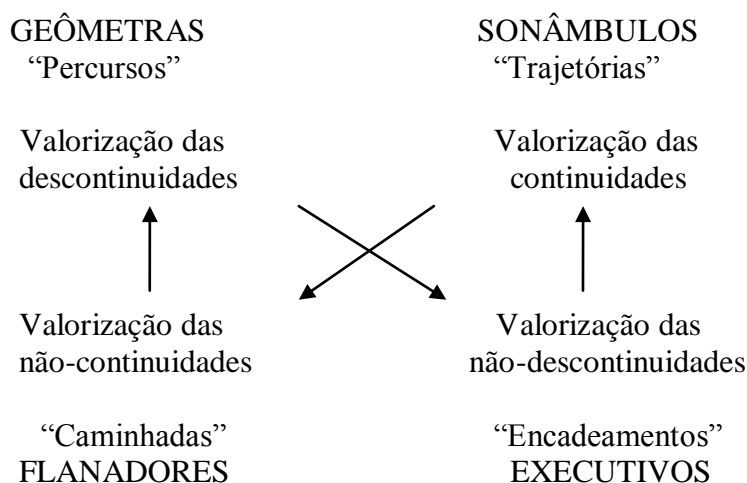 GEÔMETRAS SONÂMBULOS
“Percursos” “Trajetórias”
Valorização das Valorização das
descontinuidades continuidades
Valorização das Valorização das
não-continuidades não-descontinuidades
“Caminhadas” “Encadeamentos”
FLANADORES EXECUTIVOS